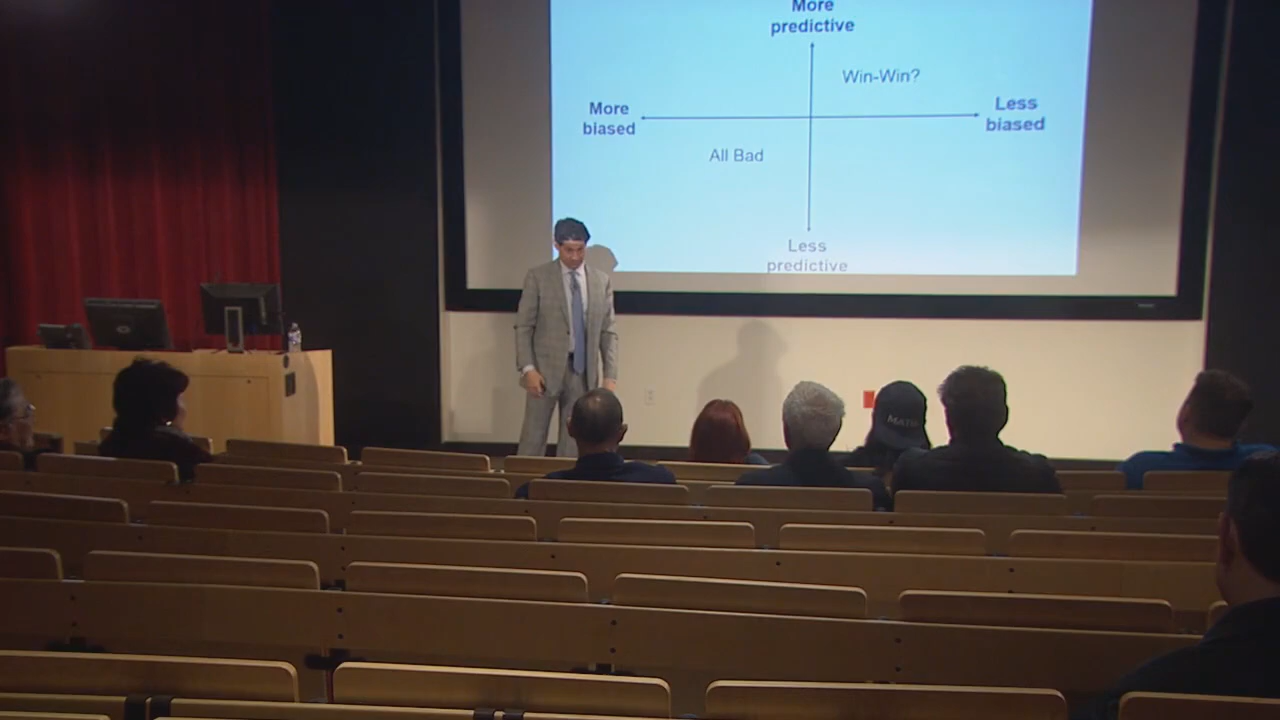 More
predictive
Win-Win?
More
biased
Less
biased
All Bad
Less
predictive